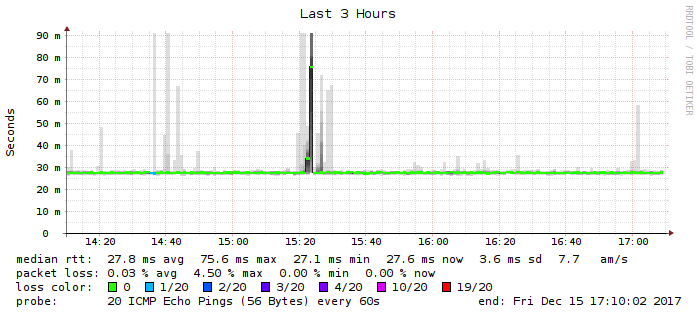 Last 3 Hours
RRDTOOL / TOBI OETIKER
Seconds
90 m
80 m
70 m
60 m
50 m
40 m
30 m
20 m
10 m
0
14:20 14:40 15:00 15:20 15:40 16:00 16:20 16:40 17:00
median rtt: 27.8 ms avg 75.6 ms max 27.1 ms min 27.6 ms now 3.6 ms sd 7.7 am/s
packet loss: 0.03 % avg 4.50 % max 0.00 % min 0.00 % now
loss color: 0 1/20 2/20 3/20 4/20 10/20 19/20
probe: 20 ICMP Echo Pings (56 Bytes) every 60s end: Fri Dec 15 17:10:02 2017